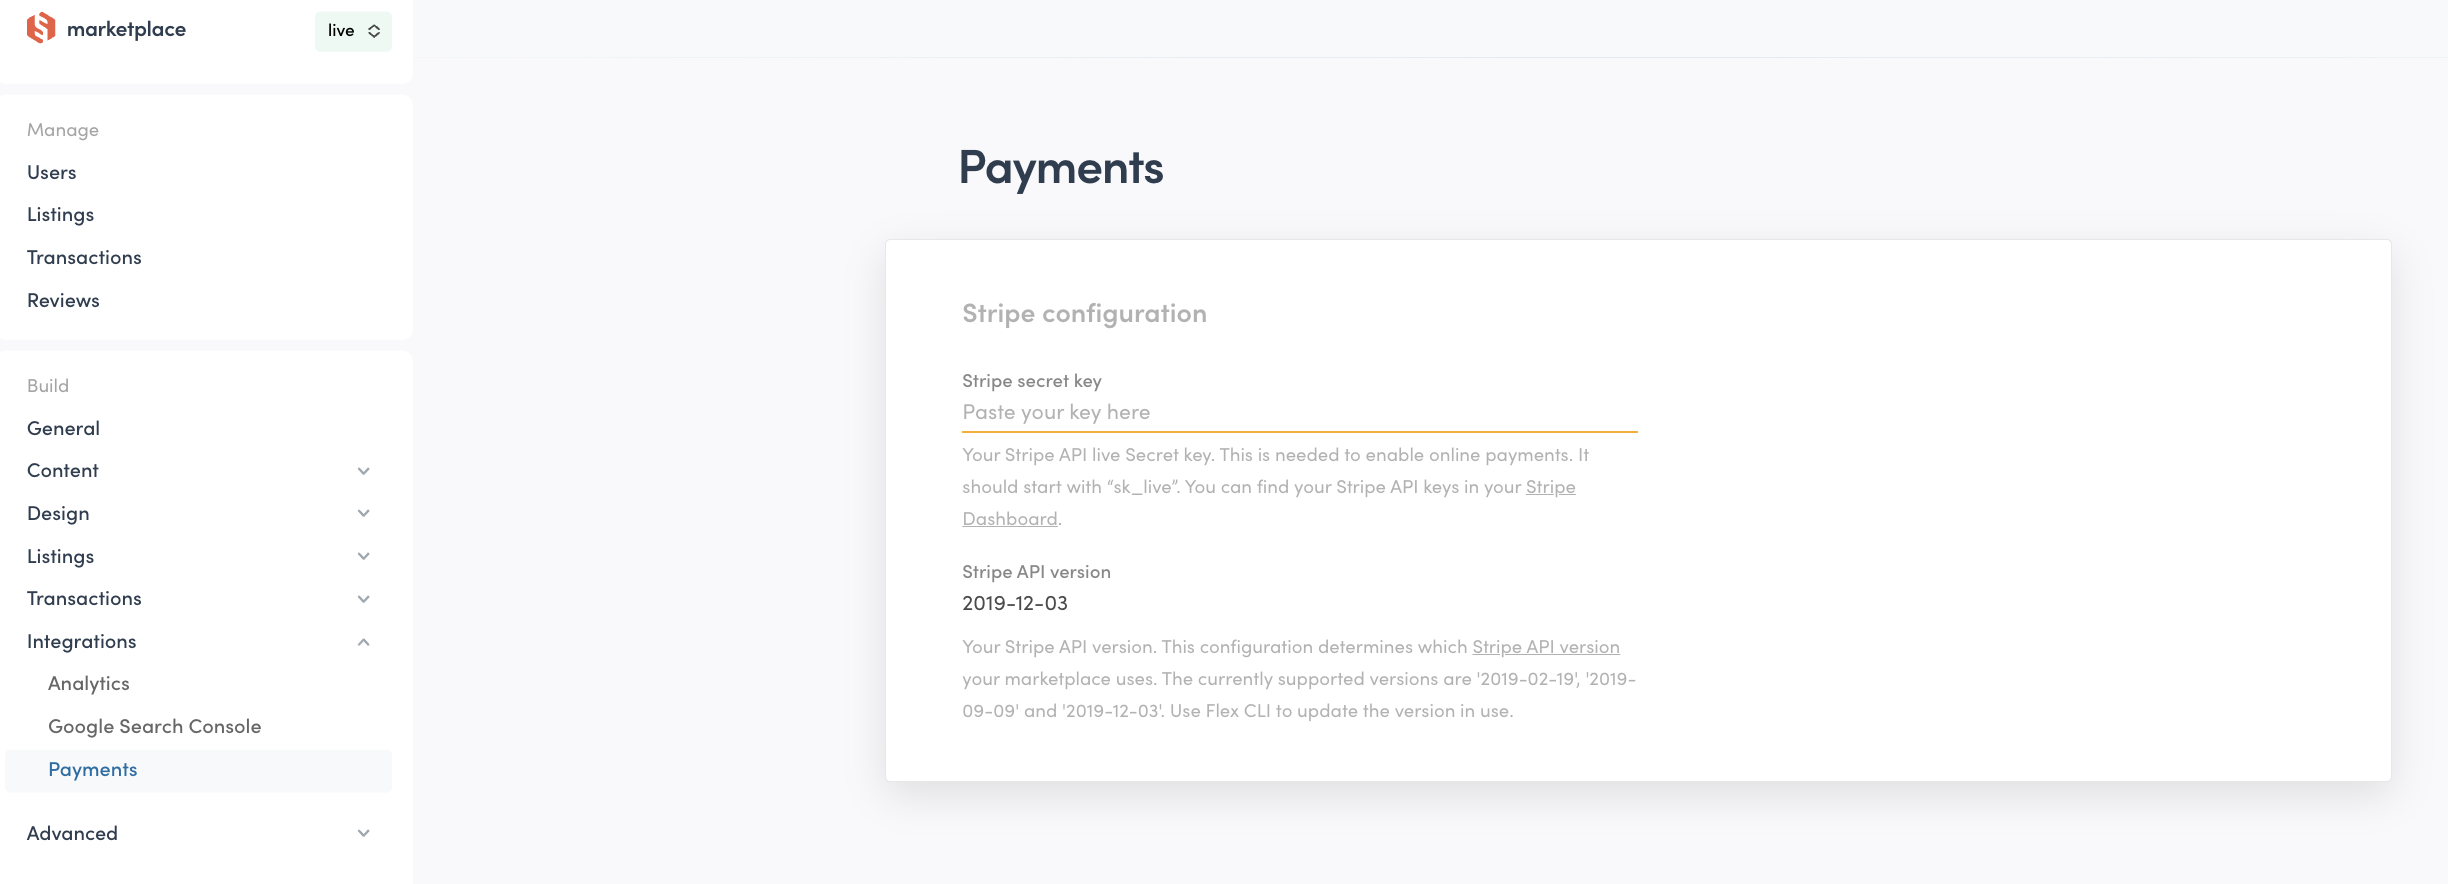 marketplace
live
Manage
Users
Listings
Transactions
Reviews
Build
General
Content
Design
Listings
Transactions
Integrations
Analytics
Google Search Console
Payments
Advanced
Payments
Stripe configuration
Stripe secret key
Paste your key here
Your Stripe API live Secret key. This is needed to enable online payments. It
should start with “sk_live”. You can find your Stripe API keys in your Stripe
Dashboard.
Stripe API version
2019-12-03
Your Stripe API version. This configuration determines which Stripe API version
your marketplace uses. The currently supported versions are '2019-02-19', '2019-
09-09' and '2019-12-03'. Use Flex CLI to update the version in use.